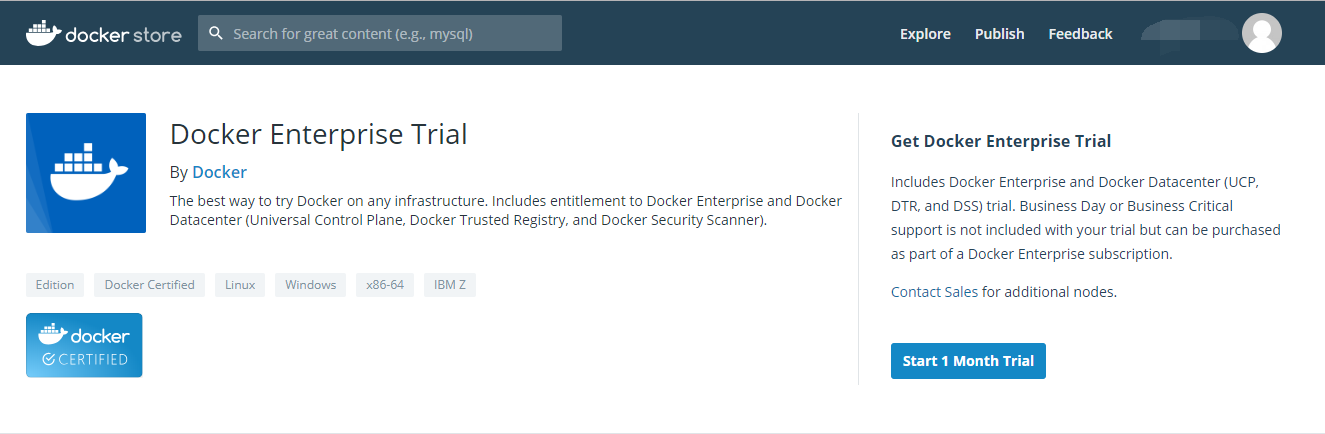 docker store
Search for great content (e.g., mysql)
Explore
Publish
Feedback
Docker Enterprise Trial
By Docker
The best way to try Docker on any infrastructure. Includes entitlement to Docker Enterprise and Docker
Datacenter (Universal Control Plane, Docker Trusted Registry, and Docker Security Scanner).
Edition
Docker Certified
Linux
Windows
x86-64
IBM Z
docker
CERTIFIED
Get Docker Enterprise Trial
Includes Docker Enterprise and Docker Datacenter (UCP,
DTR, and DSS) trial. Business Day or Business Critical
support is not included with your trial but can be purchased
as part of a Docker Enterprise subscription.
Contact Sales for additional nodes.
Start 1 Month Trial